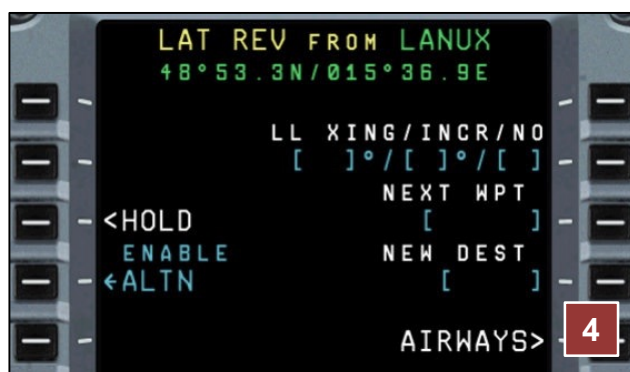 LAT REV FROM LANUX
48°53.3N/015°36.9E
LL XING/INCR/NO
[ ]°/[ ]°/[ ]
NEXT WPT
<HOLD [ ]
ENABLE NEW DEST
←ALTN [ ]
AIRWAYS> 4